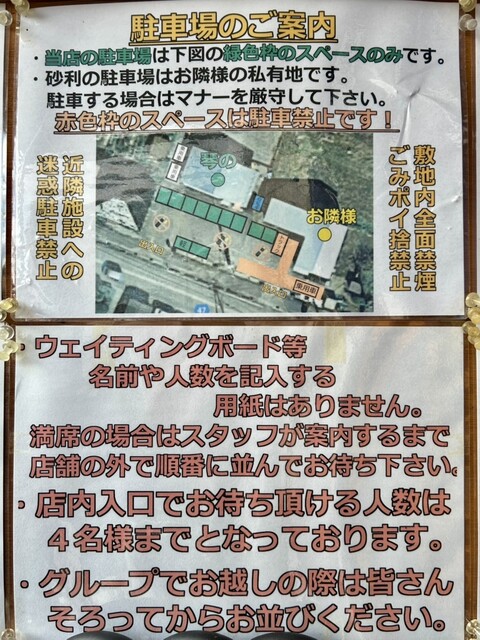 駐車場のご案内
・当店の駐車場は下図の緑色枠のスペースのみです。
・砂利の駐車場はお隣様の私有地です。
駐車する場合はマナーを厳守して下さい。
赤色枠のスペースは駐車禁止です！
近隣施設への
迷惑駐車禁止
琴の
お隣様
乗用車
出入口
出入口
敷地内全面禁煙
ごみポイ捨禁止
・ウェイティングボード等
名前や人数を記入する
用紙はありません。
満席の場合はスタッフが案内するまで
店舗の外で順番に並んでお待ち下さい。
・店内入口でお待ち頂ける人数は
４名様までとなっております。
・グループでお越しの際は皆さん
そろってからお並びください。